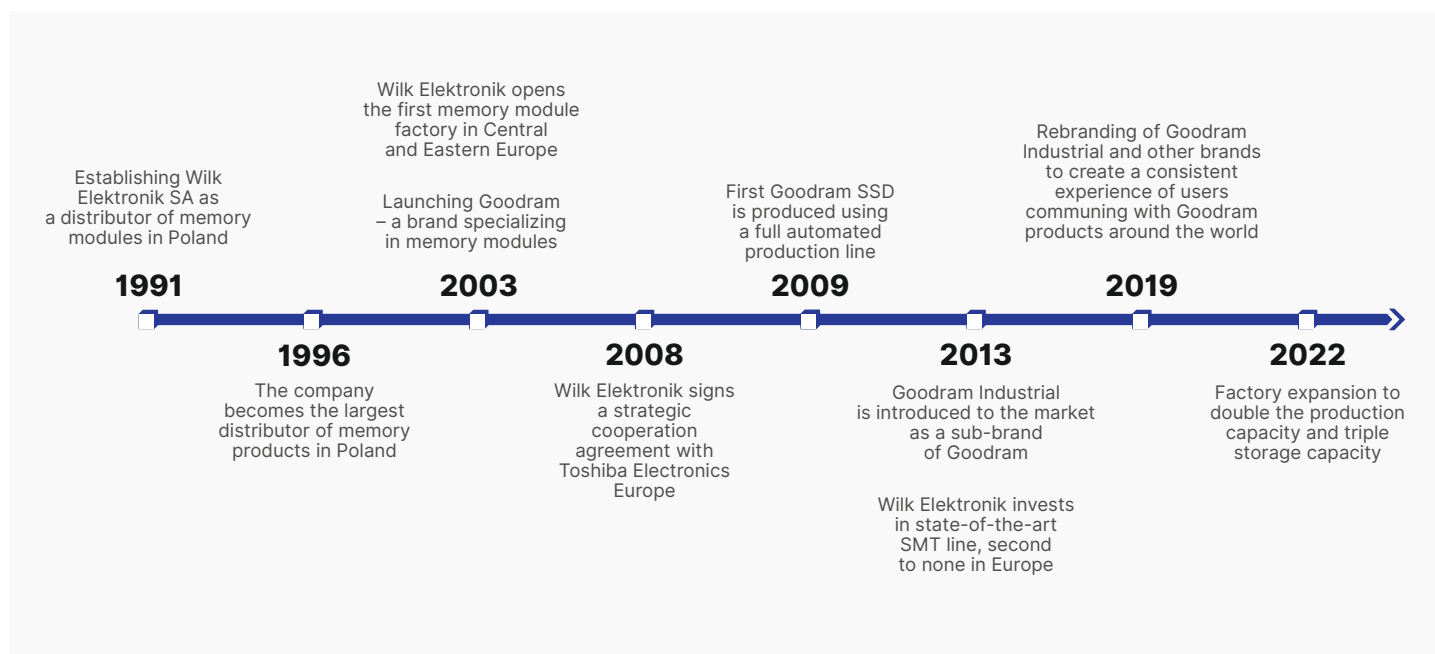 Establishing Wilk
Elektronik SA as
a distributor of memory
modules in Poland
1991
1996
The company
becomes the largest
distributor of memory
products in Poland
Wilk Elektronik opens
the first memory module
factory in Central
and Eastern Europe
Launching Goodram
– a brand specializing
in memory modules
2003
2008
Wilk Elektronik signs
a strategic
cooperation
agreement with
Toshiba Electronics
Europe
First Goodram SSD
is produced using
a full automated
production line
2009
2013
Goodram Industrial
is introduced to the market
as a sub-brand
of Goodram
Wilk Elektronik invests
in state-of-the-art
SMT line, second
to none in Europe
Rebranding of Goodram
Industrial and other brands
to create a consistent
experience of users
communing with Goodram
products around the world
2019
2022
Factory expansion to
double the production
capacity and triple
storage capacity